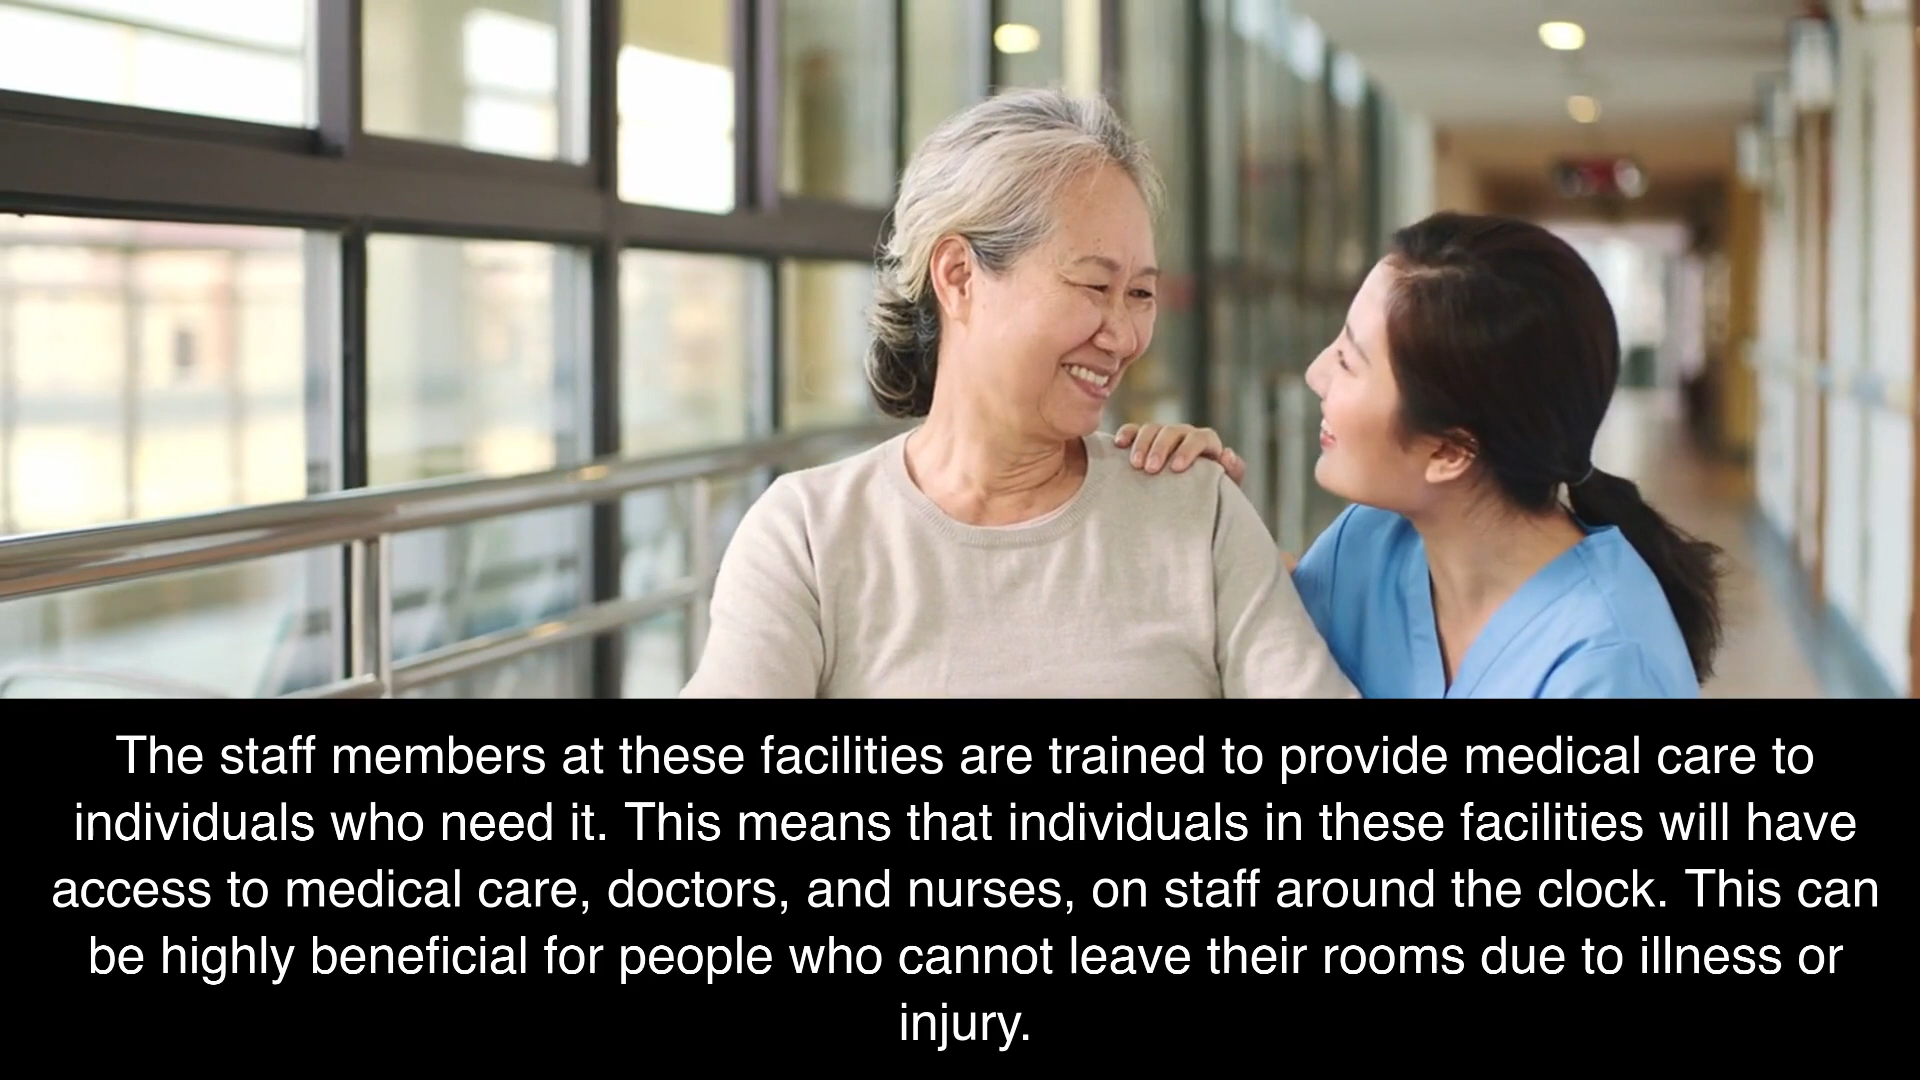 The staff members at these facilities are trained to provide medical care to
individuals who need it. This means that individuals in these facilities will have
access to medical care, doctors, and nurses, on staff around the clock. This can
be highly beneficial for people who cannot leave their rooms due to illness or
injury.